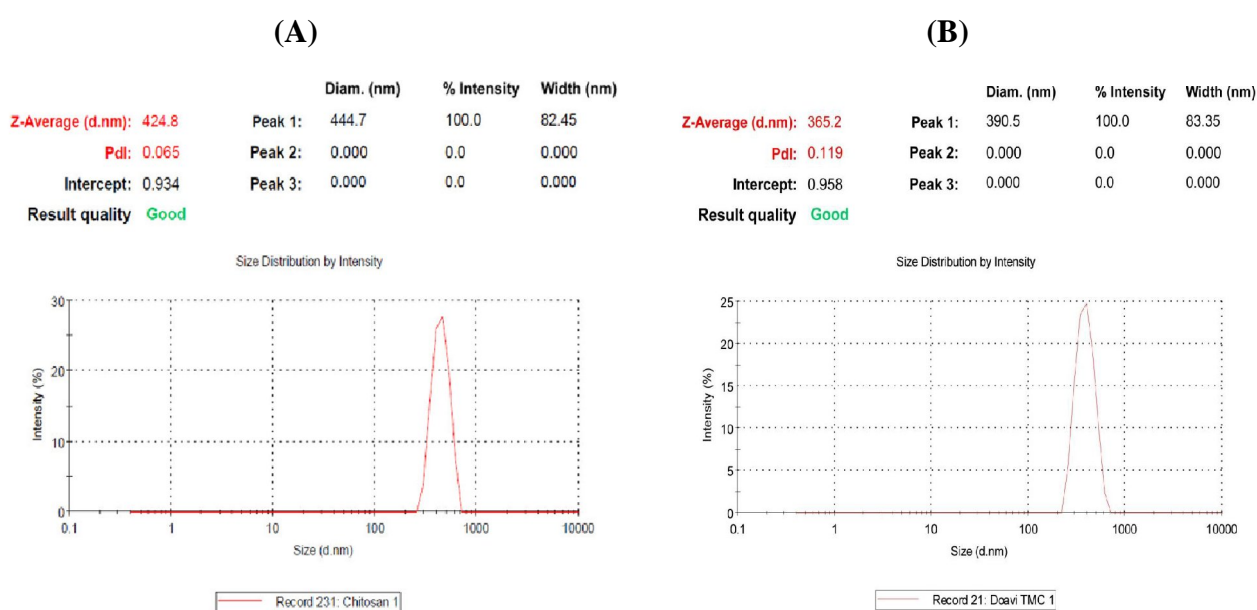 (A)
Diam. (nm) % Intensity Width (nm)
Z-Average (d.nm): 424.8 Peak 1: 444.7 100.0 82.45
PdI: 0.065 Peak 2: 0.000 0.0 0.000
Intercept: 0.934 Peak 3: 0.000 0.0 0.000
Result quality Good
Size Distribution by Intensity
30
20
10
0
Intensity (%)
0.1 1 10 100 1000 10000
Size (d.nm)
Record 231: Chitosan 1
(B)
Diam. (nm) % Intensity Width (nm)
Z-Average (d.nm): 365.2 Peak 1: 390.5 100.0 83.35
PdI: 0.119 Peak 2: 0.000 0.0 0.000
Intercept: 0.958 Peak 3: 0.000 0.0 0.000
Result quality Good
Size Distribution by Intensity
25
20
15
10
5
0
Intensity (%)
0.1 1 10 100 1000 10000
Size (d.nm)
Record 21: Doavi TMC 1